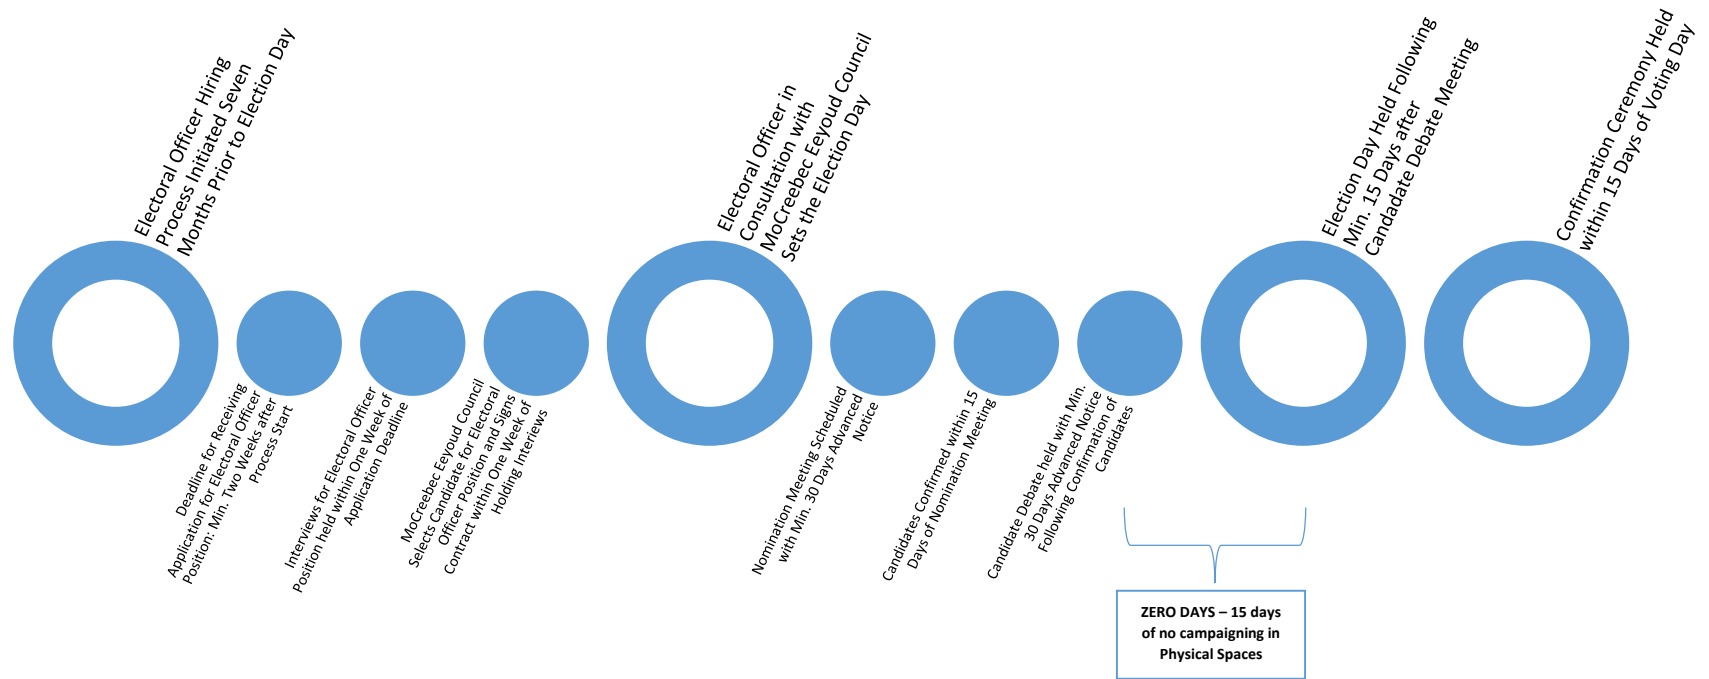 Electoral Officer Hiring
Process Initiated Seven
Months Prior to Election Day
Deadline for Receiving
Application for Electoral Officer
Position: Min. Two Weeks after
Process Start
Interviews for Electoral Officer
Position held within One Week of
Application Deadline
MoCreebec Eeyoud Council
Selects Candidate for Electoral
Officer Position and Signs
Contract within One Week of
Holding Interiews
Electoral Officer in
Consultation with
MoCreebec Eeyoud Council
Sets the Election Day
Nomination Meeting Scheduled
with Min. 30 Days Advanced
Notice
Candidates Confirmed within 15
Days of Nomination Meeting
Candidate Debate held with Min.
30 Days Advanced Notice
Following Confirmation of
Candidates
Election Day Held Following
Min. 15 Days after
Candadate Debate Meeting
Confirmation Ceremony Held
within 15 Days of Voting Day
ZERO DAYS – 15 days
of no campaigning in
Physical Spaces